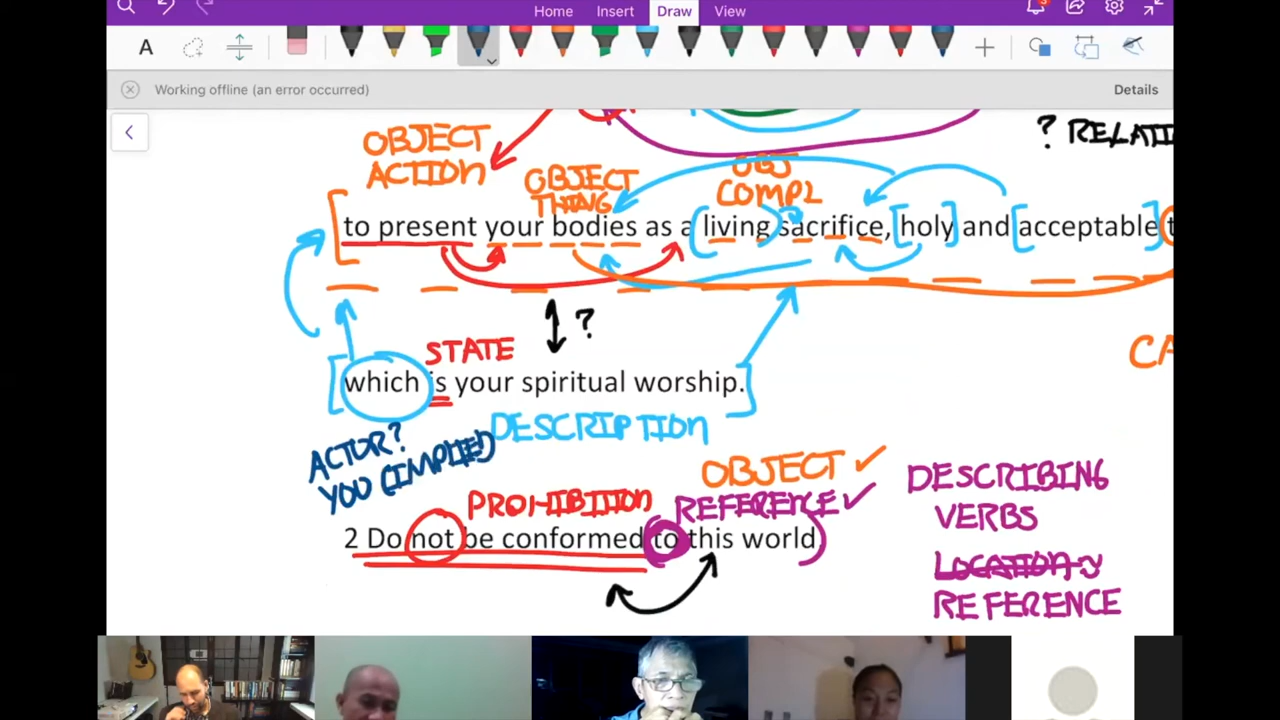 Home Insert Draw View
A
Working offline (an error occurred) Details
? RELATI
OBJECT
ACTION
OBJECT
THING
OBJ
COMPL
to present your bodies as a living sacrifice, holy and acceptable t
?
STATE
CA
which is your spiritual worship.
DESCRIPTION
ACTOR?
YOU (IMPLIED)
OBJECT ✓
PROHIBITION REFERENCE ✓
2 Do not be conformed to this world.
DESCRIBING
VERBS
LOCATION
REFERENCE